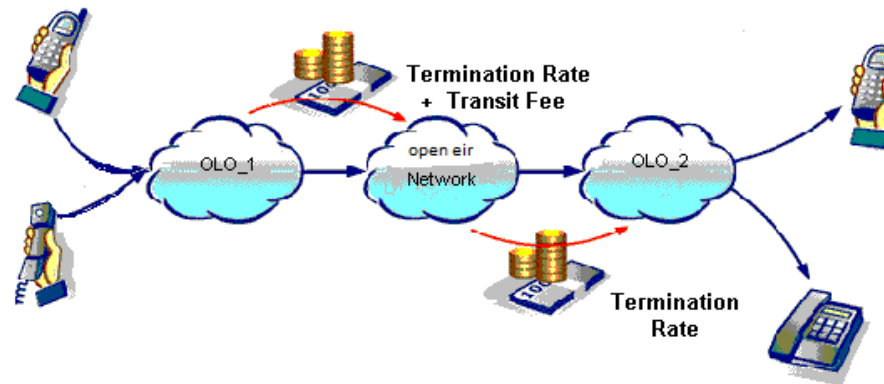 Termination Rate
+ Transit Fee
OLO_1
open eir
Network
OLO_2
Termination
Rate